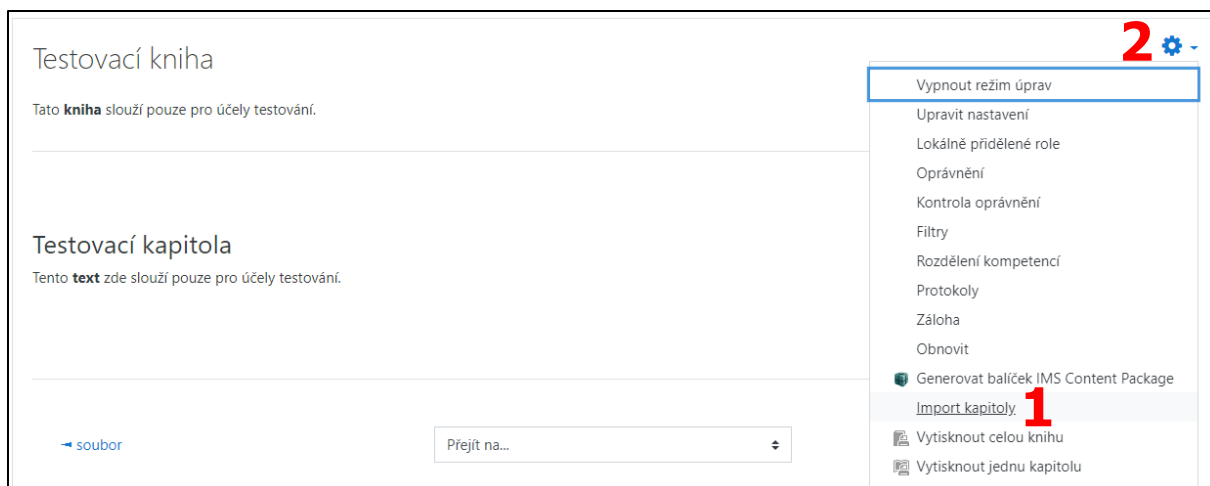 Testovací kniha
2
Tato kniha slouží pouze pro účely testování.
Vypnout režim úprav
Upravit nastavení
Lokálně přidělené role
Oprávnění
Kontrola oprávnění
Filtry
Rozdělení kompetencí
Protokoly
Záloha
Obnovit
Generovat balíček IMS Content Package
Import kapitoly 1
Vytisknout celou knihu
Vytisknout jednu kapitolu
Testovací kapitola
Tento text zde slouží pouze pro účely testování.
◄ soubor
Přejít na...